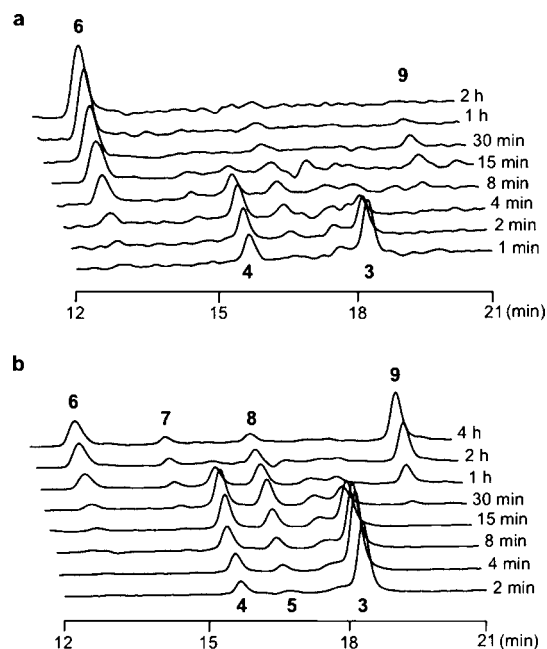 a
6
9
2 h
1 h
30 min
15 min
8 min
4 min
2 min
1 min
4 3
12 15 18 21 (min)
b
6 7 8 9
4 h
2 h
1 h
30 min
15 min
8 min
4 min
2 min
4 5 3
12 15 18 21 (min)